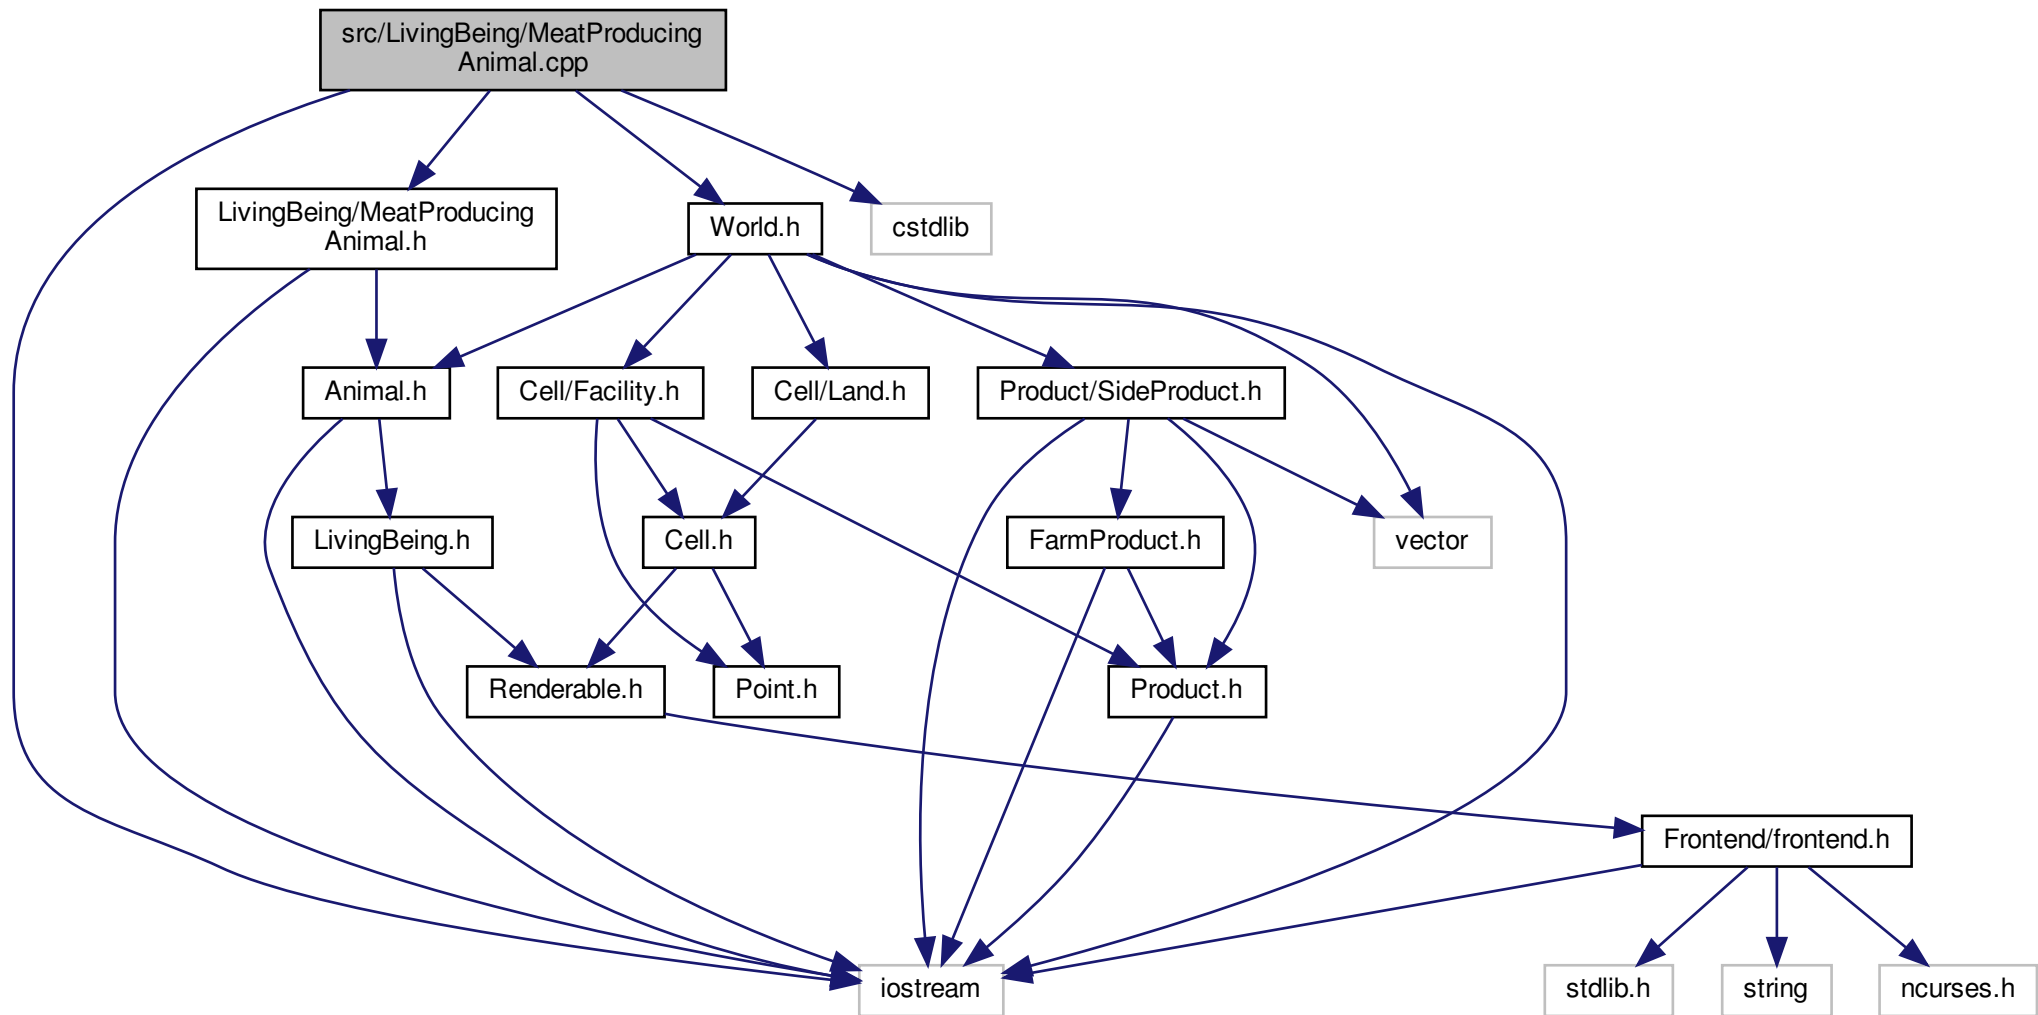 src/LivingBeing/MeatProducing
Animal.cpp
LivingBeing/MeatProducing
Animal.h
World.h
cstdlib
Animal.h
Cell/Facility.h
Cell/Land.h
Product/SideProduct.h
LivingBeing.h
Cell.h
FarmProduct.h
vector
Renderable.h
Point.h
Product.h
Frontend/frontend.h
iostream
stdlib.h
string
ncurses.h